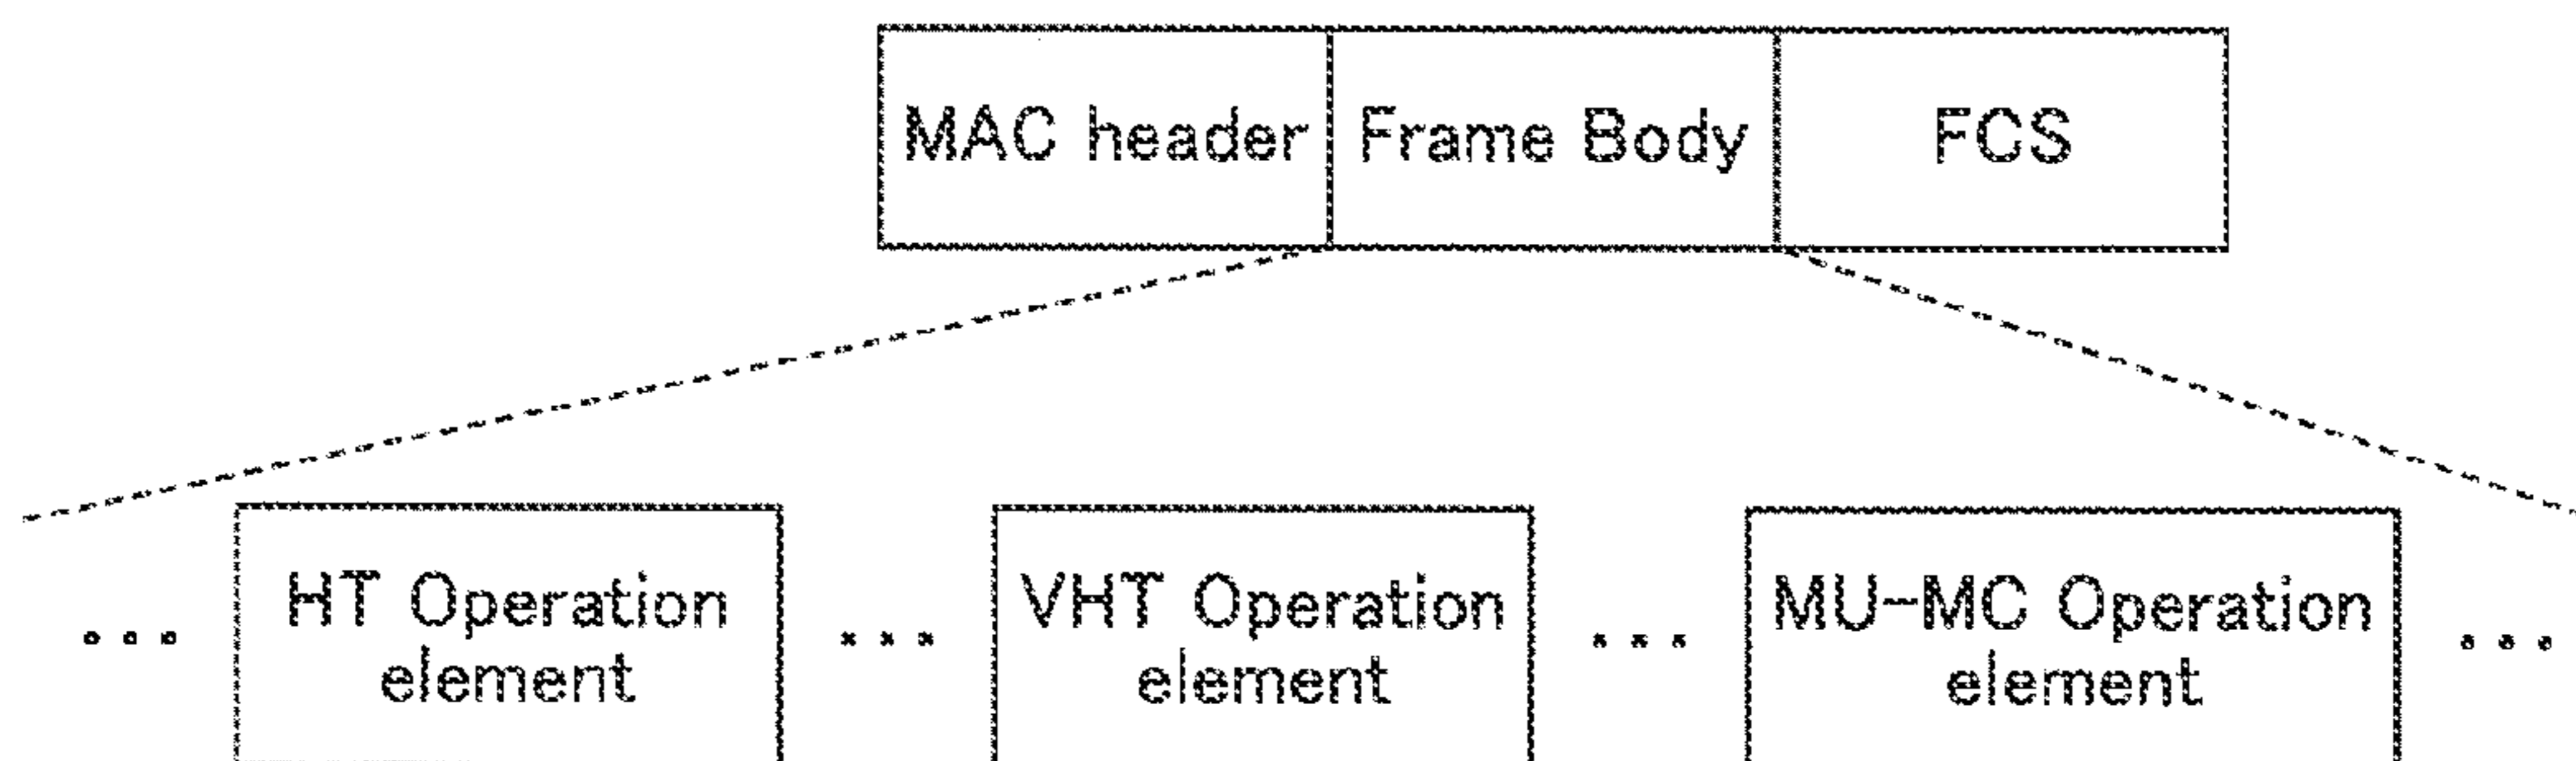 MAC header Frame Body FCS
... HT Operation element ... VHT Operation element ... MU-MC Operation element ...